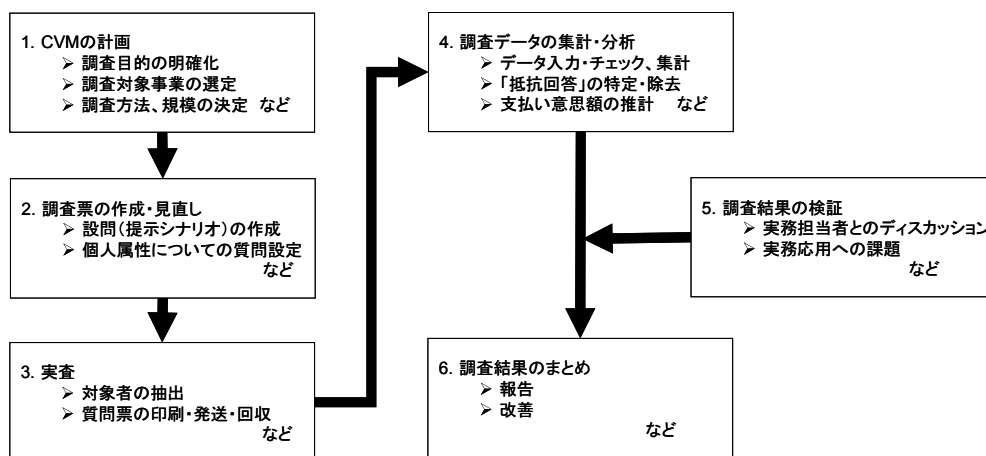 1. CVMの計画
➢ 調査目的の明確化
➢ 調査対象事業の選定
➢ 調査方法、規模の決定 など
2. 調査票の作成・見直し
➢ 設問(提示シナリオ)の作成
➢ 個人属性についての質問設定
など
3. 実査
➢ 対象者の抽出
➢ 質問票の印刷・発送・回収
など
4. 調査データの集計・分析
➢ データ入力・チェック、集計
➢ 「抵抗回答」の特定・除去
➢ 支払い意思額の推計 など
5. 調査結果の検証
➢ 実務担当者とのディスカッション
➢ 実務応用への課題
など
6. 調査結果のまとめ
➢ 報告
➢ 改善
など